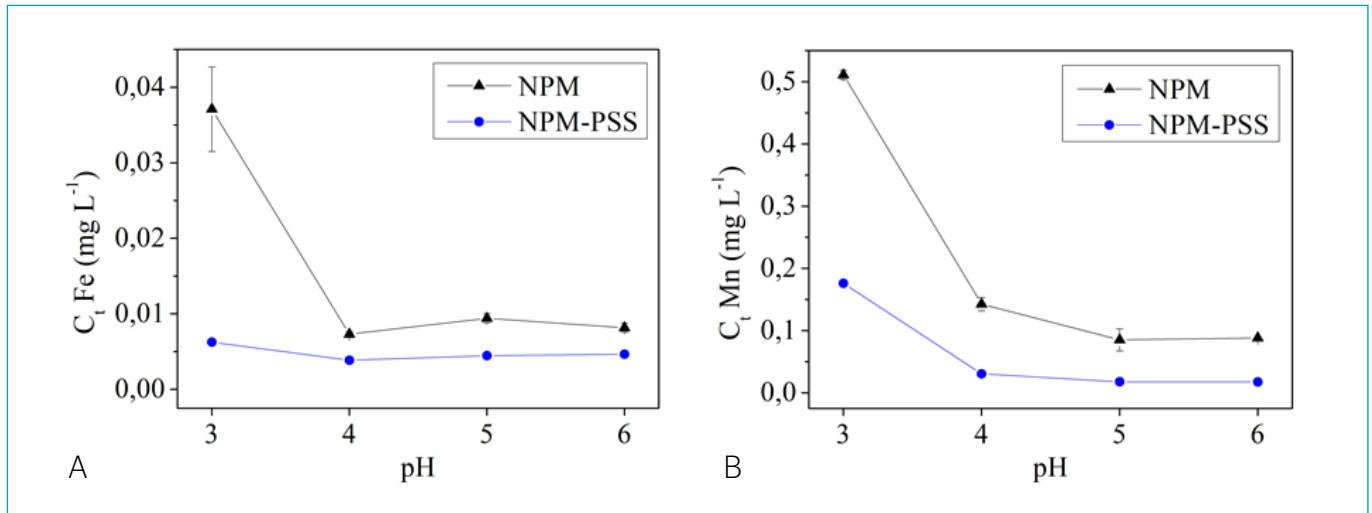 0,04
0,03
0,02
0,01
0,00
C_t Fe (mg L⁻¹)
NPM
NPM-PSS
3 4 5 6
pH
A
0,5
0,4
0,3
0,2
0,1
0,0
C_t Mn (mg L⁻¹)
NPM
NPM-PSS
3 4 5 6
pH
B